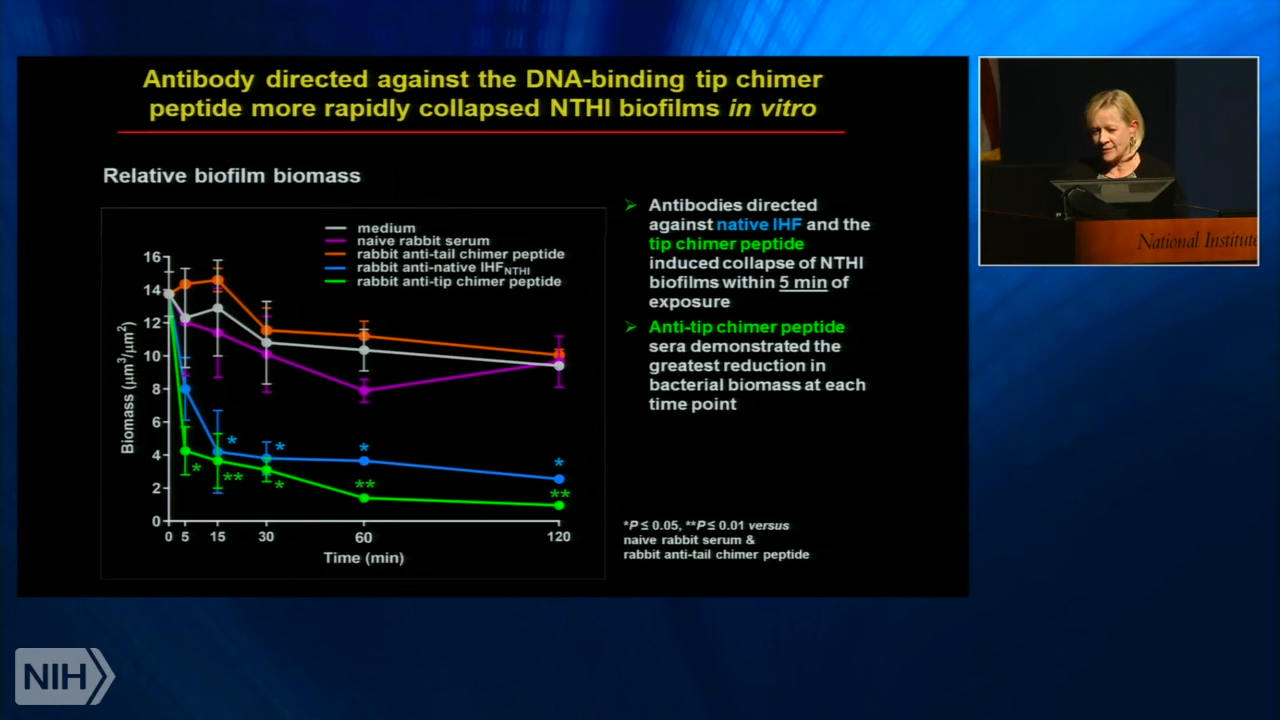 Antibody directed against the DNA-binding tip chimer
peptide more rapidly collapsed NTHI biofilms in vitro
Relative biofilm biomass
medium
naive rabbit serum
rabbit anti-tail chimer peptide
rabbit anti-native IHFNTHI
rabbit anti-tip chimer peptide
16
14
12
10
8
6
4
2
0
Biomass (µm3/µm2)
* * * *
* ** * ** **
0 5 15 30 60 120
Time (min)
➢ Antibodies directed
against native IHF and the
tip chimer peptide
induced collapse of NTHI
biofilms within 5 min of
exposure
➢ Anti-tip chimer peptide
sera demonstrated the
greatest reduction in
bacterial biomass at each
time point
*P ≤ 0.05, **P ≤ 0.01 versus
naive rabbit serum &
rabbit anti-tail chimer peptide
National Institute
NIH